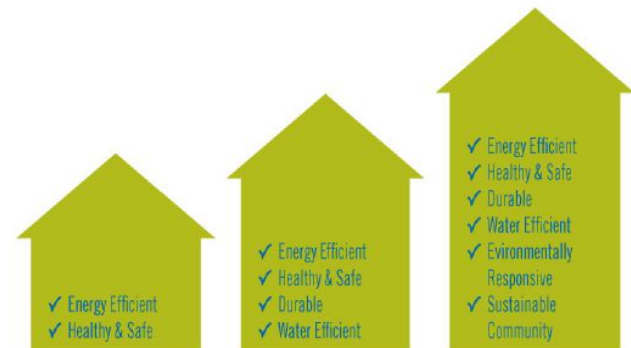 ✓ Energy Efficient
✓ Healthy & Safe
✓ Energy Efficient
✓ Healthy & Safe
✓ Durable
✓ Water Efficient
✓ Energy Efficient
✓ Healthy & Safe
✓ Durable
✓ Water Efficient
✓ Evironmentally
Responsive
✓ Sustainable
Community